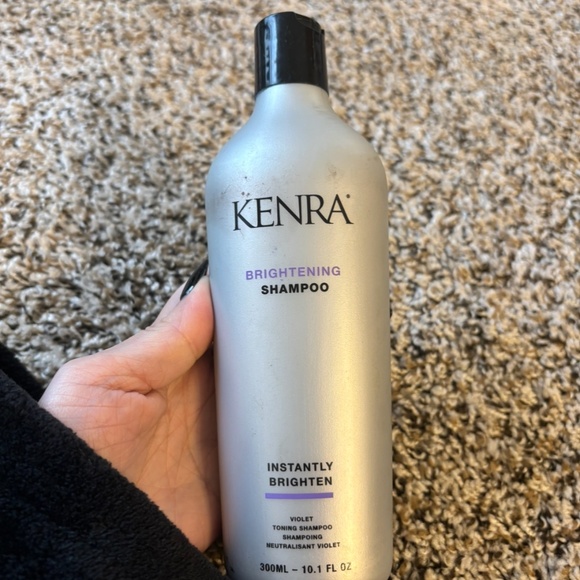 KENRA®
BRIGHTENING
SHAMPOO
INSTANTLY
BRIGHTEN
VIOLET
TONING SHAMPOO
SHAMPOING
NEUTRALISANT VIOLET
300ML – 10.1 FL OZ